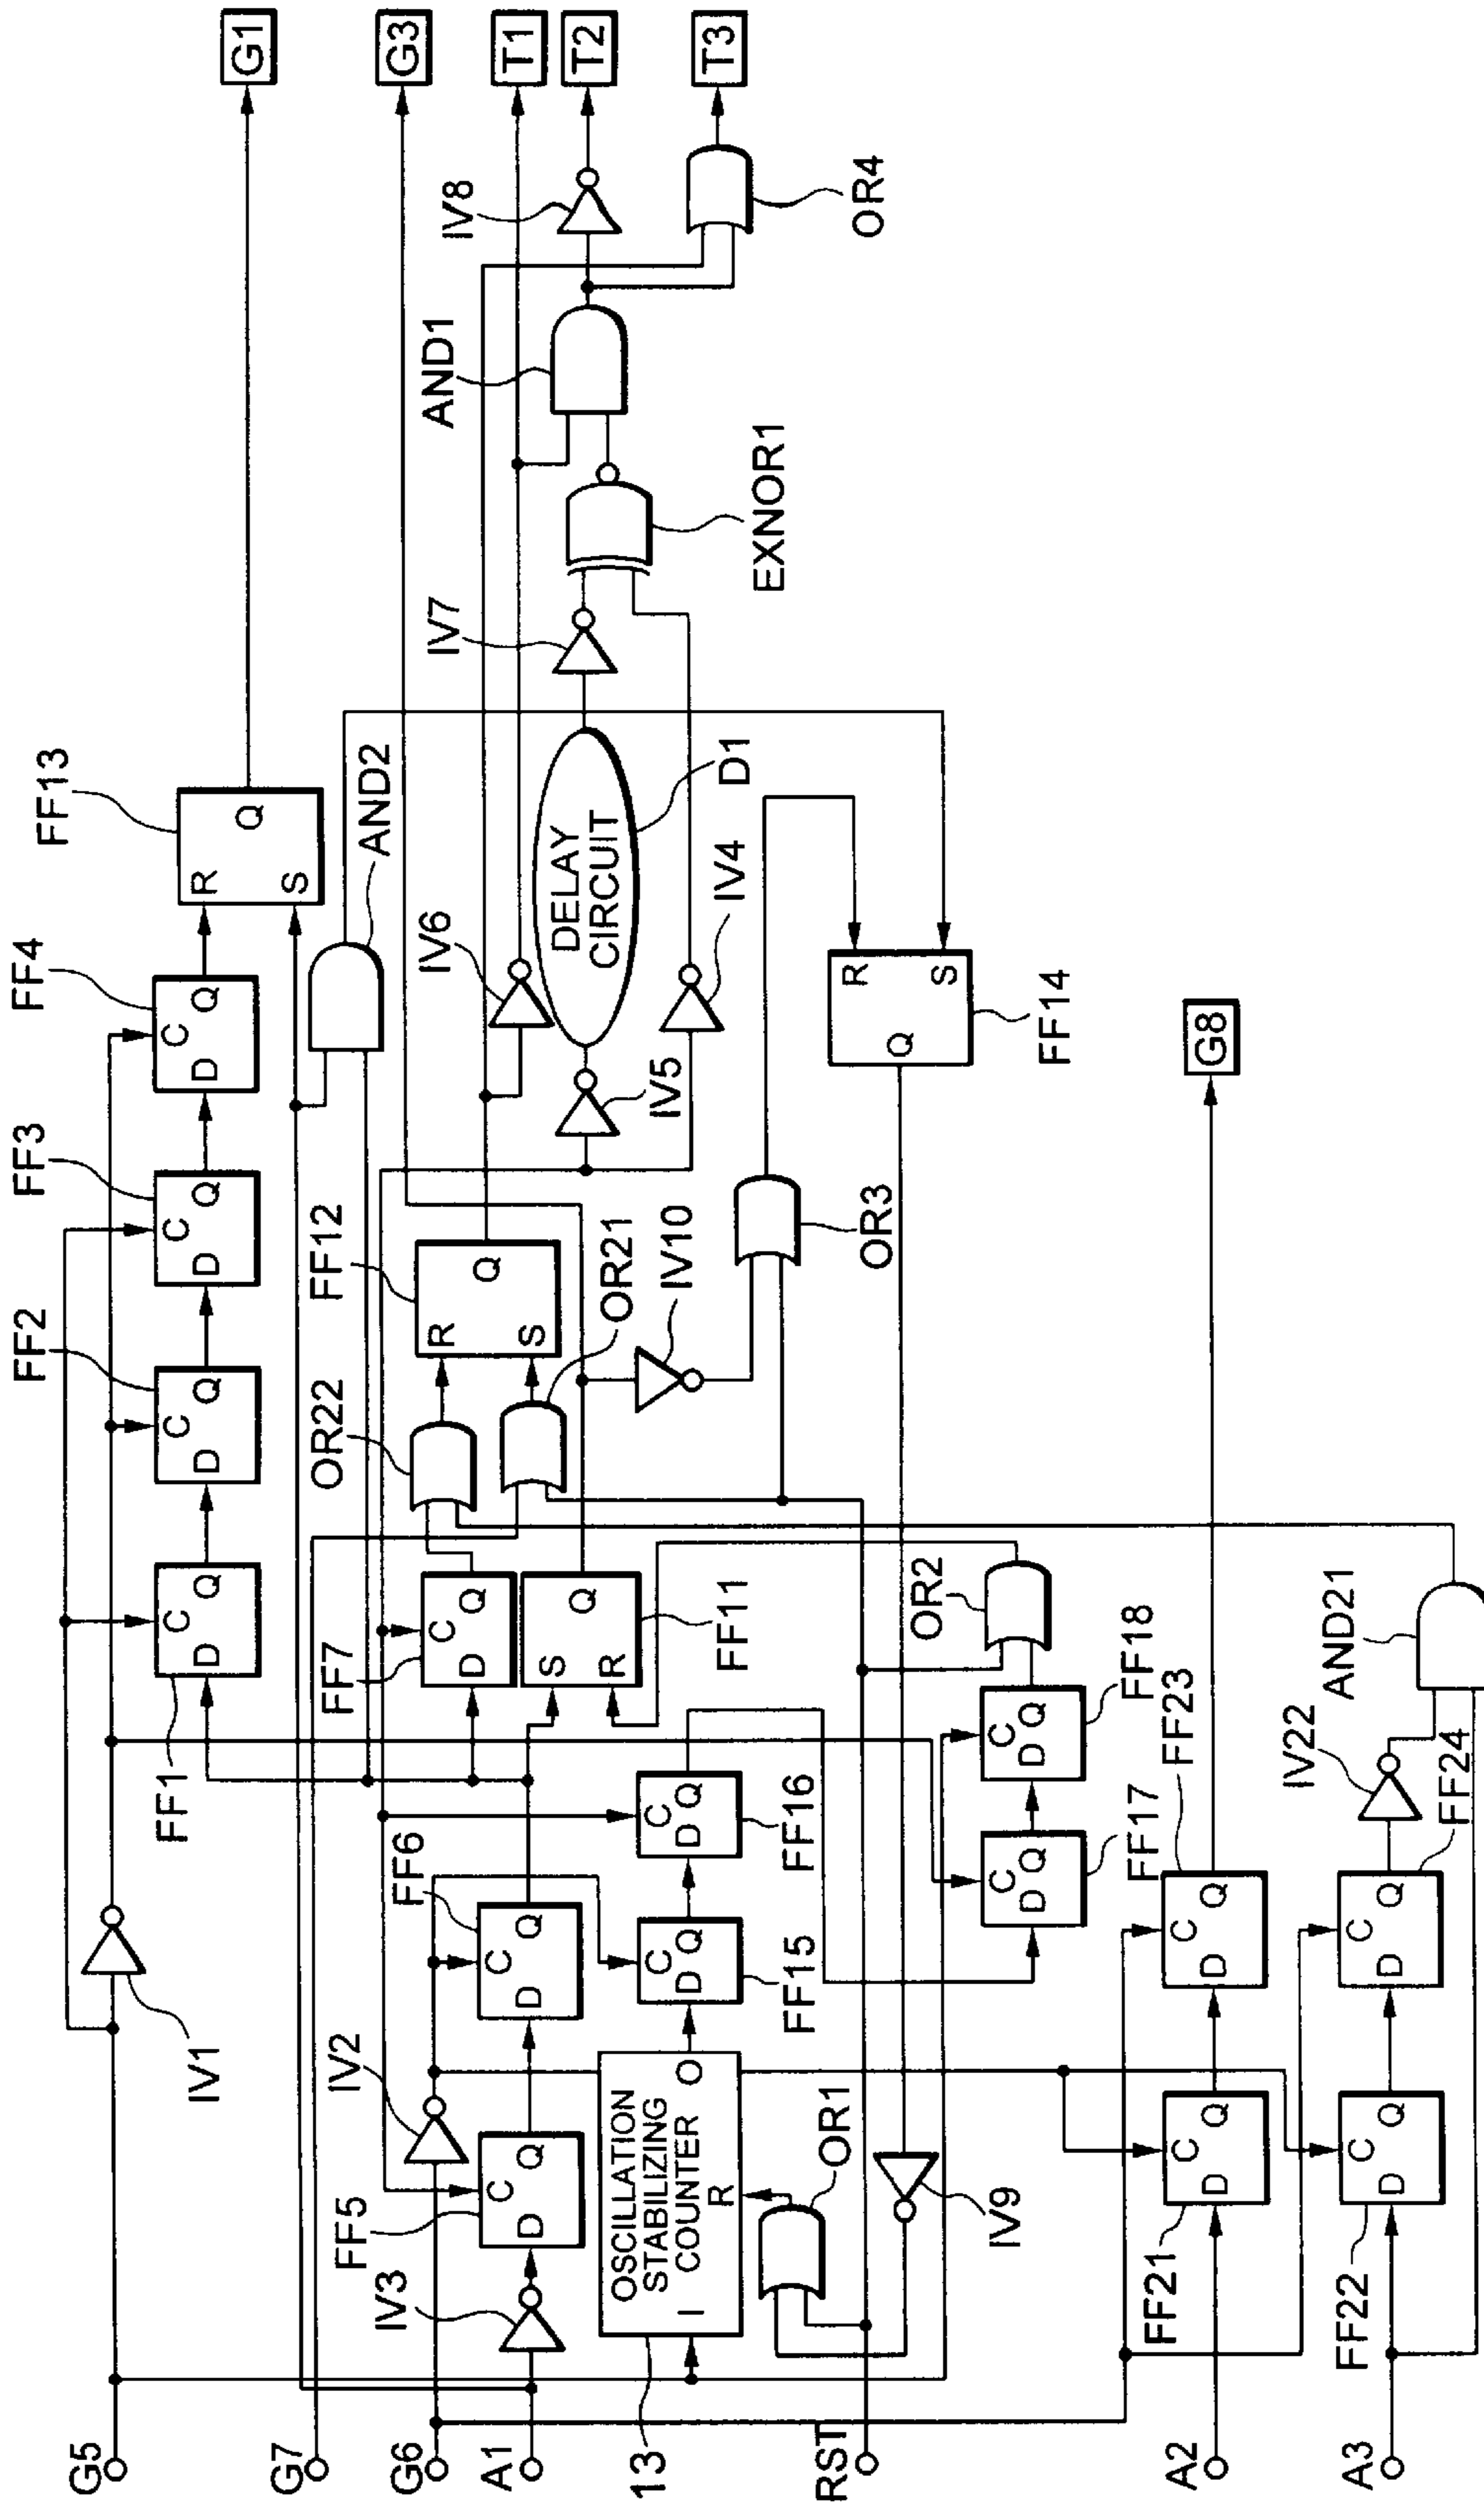 G5
G7
G6
A1
13
RST
A2
A3
IV1
IV2
IV3
FF5
C
D
Q
FF6
C
D
Q
OSCILLATION
STABILIZING
COUNTER
I
O
R
OR1
IV9
FF15
C
D
Q
FF16
C
D
Q
FF17
C
D
Q
FF18
C
D
Q
OR2
FF21
C
D
Q
FF22
C
D
Q
FF23
C
D
Q
FF24
C
D
Q
IV22
AND21
G8
FF1
C
D
Q
FF2
C
D
Q
FF3
C
D
Q
FF4
C
D
Q
FF13
R
S
Q
G1
AND2
FF7
C
D
Q
FF11
S
R
Q
OR22
OR21
FF12
R
S
Q
IV10
OR3
FF14
R
S
Q
IV5
IV6
IV4
DELAY
CIRCUIT
D1
IV7
EXNOR1
AND1
IV8
OR4
G3
T1
T2
T3